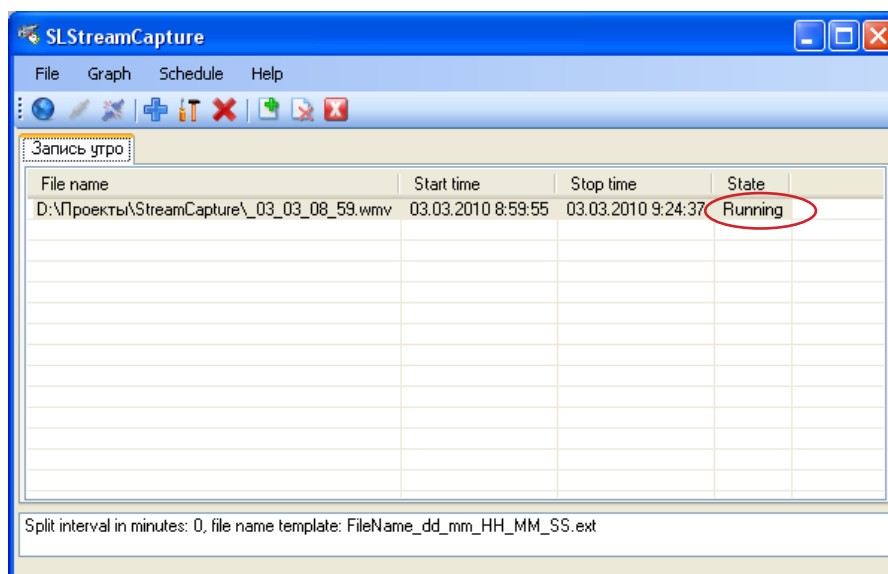 SLStreamCapture
File Graph Schedule Help
Запись утро
File name Start time Stop time State
D:\Проекты\StreamCapture\_03_03_08_59.wmv 03.03.2010 8:59:55 03.03.2010 9:24:37 Running
Split interval in minutes: 0, file name template: FileName_dd_mm_HH_MM_SS.ext